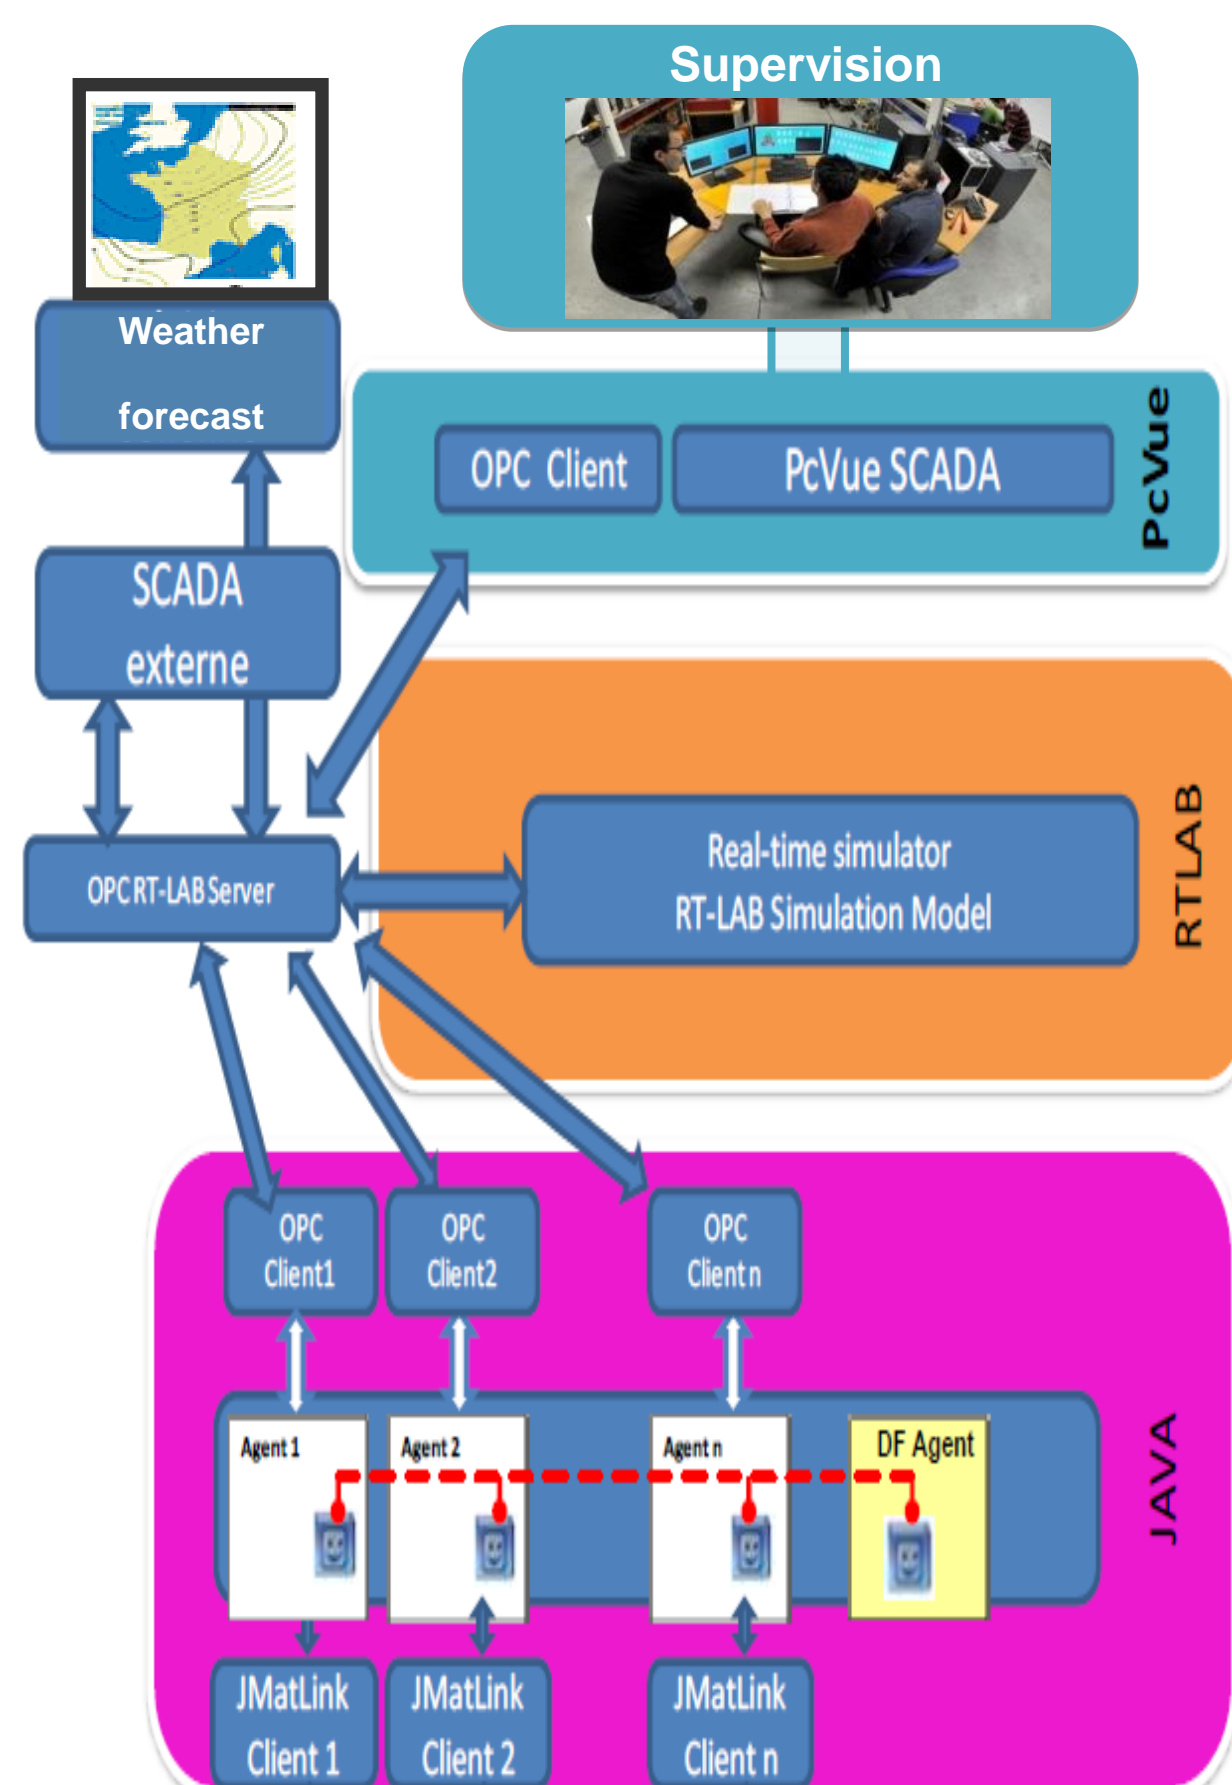 Supervision
Weather
forecast
OPC Client
PcVue SCADA
PcVue
SCADA
externe
OPC RT-LAB Server
Real-time simulator
RT-LAB Simulation Model
RTLAB
OPC
Client1
OPC
Client2
OPC
Client n
Agent 1
Agent 2
Agent n
DF Agent
JAVA
JMatLink
Client 1
JMatLink
Client 2
JMatLink
Client n